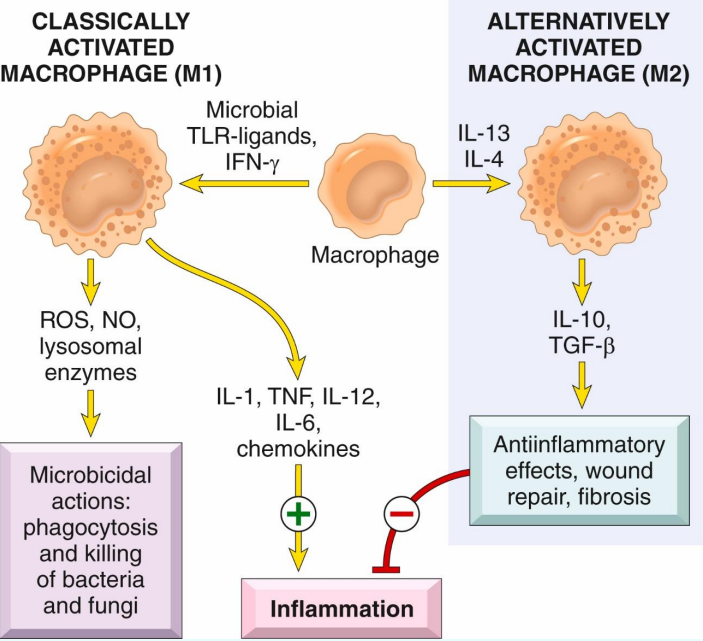 CLASSICALLY
ACTIVATED
MACROPHAGE (M1)
ALTERNATIVELY
ACTIVATED
MACROPHAGE (M2)
Microbial
TLR-ligands,
IFN-γ
IL-13
IL-4
Macrophage
ROS, NO,
lysosomal
enzymes
IL-1, TNF, IL-12,
IL-6,
chemokines
IL-10,
TGF-β
Microbicidal
actions:
phagocytosis
and killing
of bacteria
and fungi
Antiinflammatory
effects, wound
repair, fibrosis
+
−
Inflammation